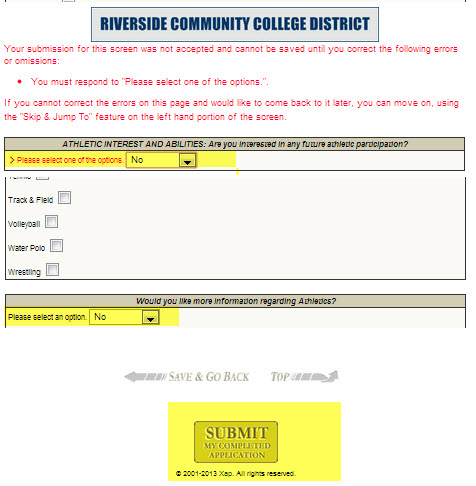 RIVERSIDE COMMUNITY COLLEGE DISTRICT
Your submission for this screen was not accepted and cannot be saved until you correct the following errors
or omissions:
• You must respond to "Please select one of the options.".
If you cannot correct the errors on this page and would like to come back to it later, you can move on, using
the "Skip & Jump To" feature on the left hand portion of the screen.
ATHLETIC INTEREST AND ABILITIES: Are you interested in any future athletic participation?
> Please select one of the options. No
Track & Field
Volleyball
Water Polo
Wrestling
Would you like more information regarding Athletics?
Please select an option. No
SAVE & GO BACK TOP
SUBMIT
MY COMPLETED
APPLICATION
© 2001-2013 Xap. All rights reserved.